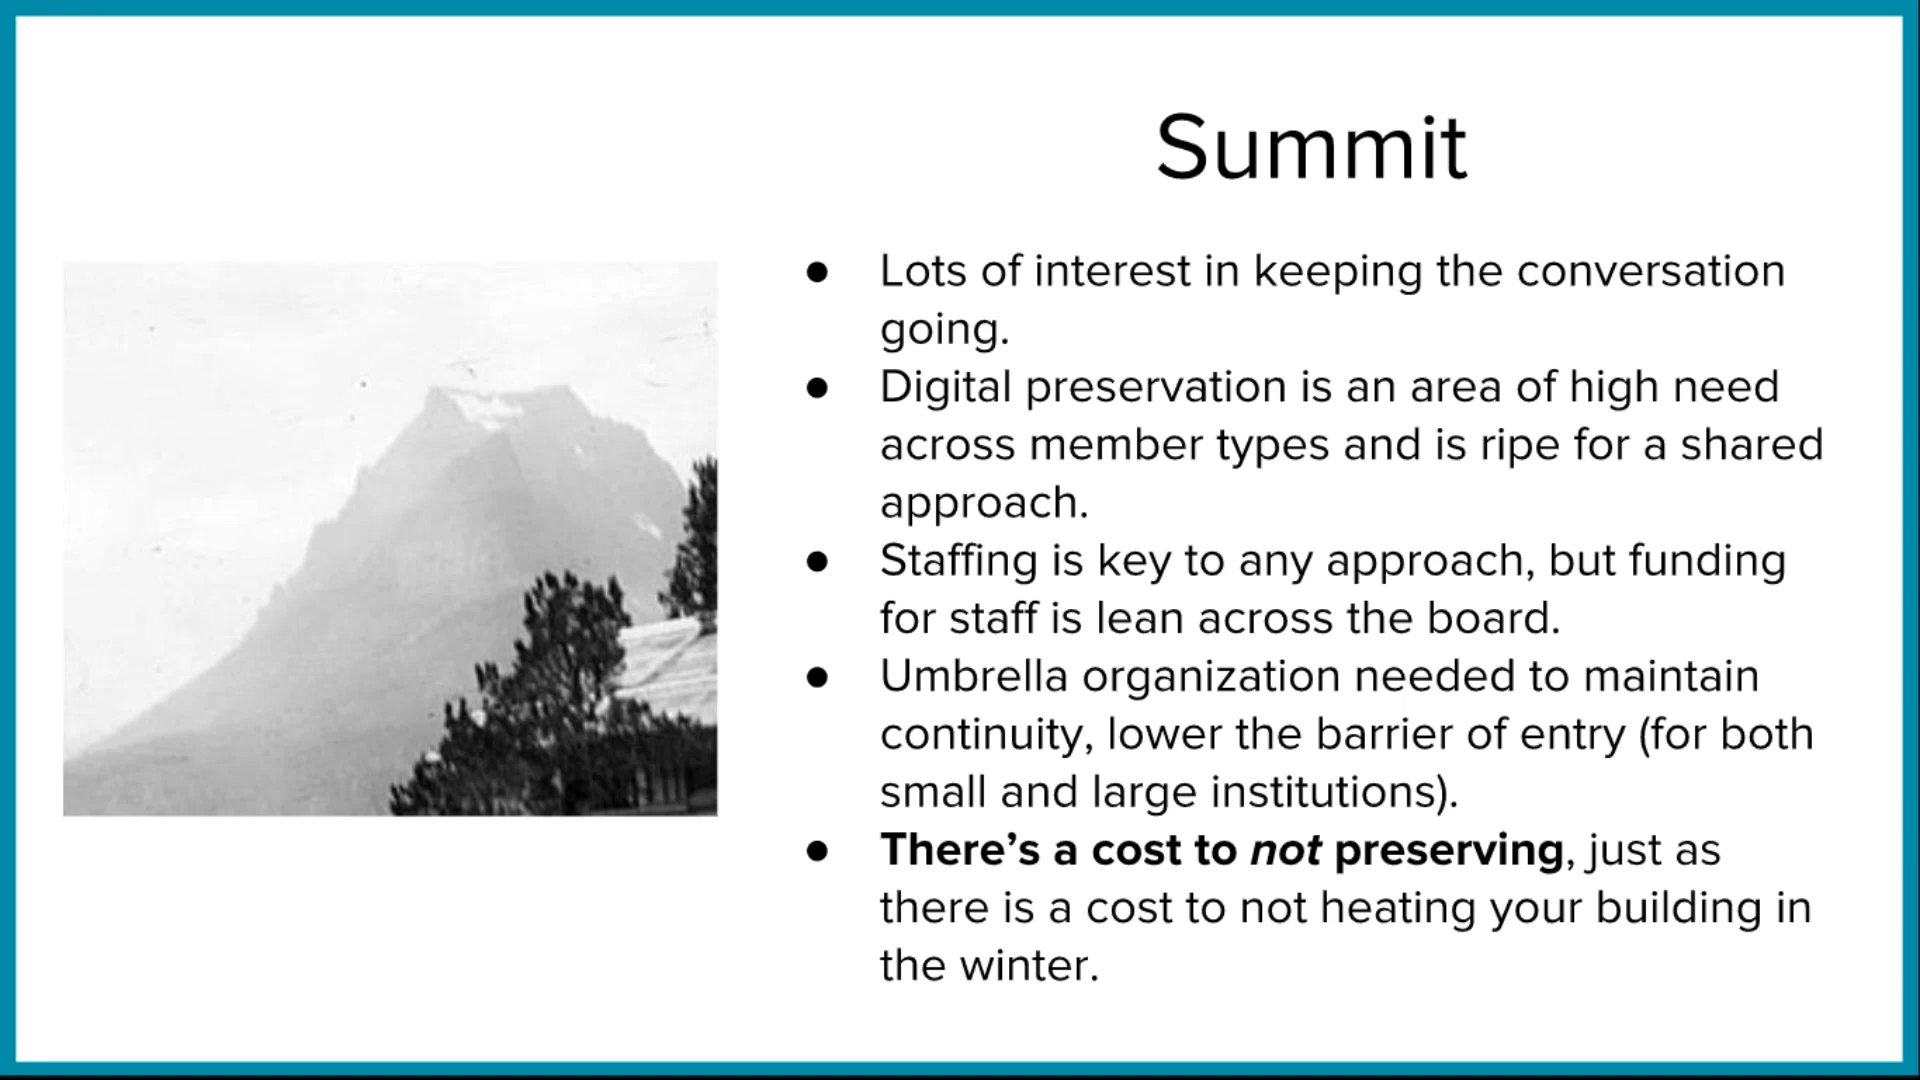 Summit
● Lots of interest in keeping the conversation
going.
● Digital preservation is an area of high need
across member types and is ripe for a shared
approach.
● Staffing is key to any approach, but funding
for staff is lean across the board.
● Umbrella organization needed to maintain
continuity, lower the barrier of entry (for both
small and large institutions).
● There’s a cost to not preserving, just as
there is a cost to not heating your building in
the winter.